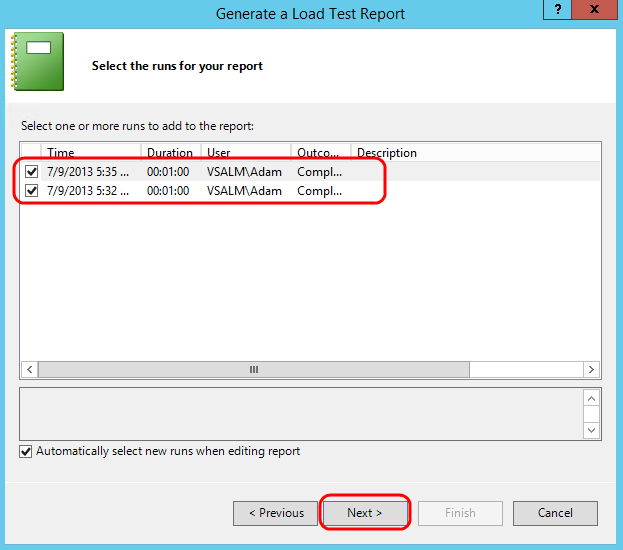 Generate a Load Test Report
? X
Select the runs for your report
Select one or more runs to add to the report:
Time Duration User Outco... Description
7/9/2013 5:35 ... 00:01:00 VSALM\Adam Compl...
7/9/2013 5:32 ... 00:01:00 VSALM\Adam Compl...
Automatically select new runs when editing report
< Previous Next > Finish Cancel